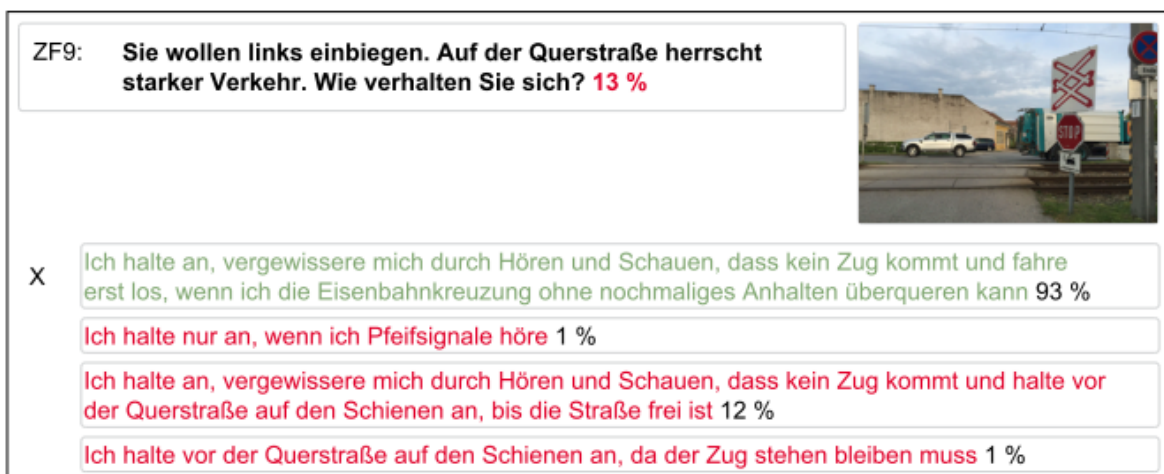 ZF9: Sie wollen links einbiegen. Auf der Querstraße herrscht
starker Verkehr. Wie verhalten Sie sich? 13 %
STOP
X
Ich halte an, vergewissere mich durch Hören und Schauen, dass kein Zug kommt und fahre
erst los, wenn ich die Eisenbahnkreuzung ohne nochmaliges Anhalten überqueren kann 93 %
Ich halte nur an, wenn ich Pfeifsignale höre 1 %
Ich halte an, vergewissere mich durch Hören und Schauen, dass kein Zug kommt und halte vor
der Querstraße auf den Schienen an, bis die Straße frei ist 12 %
Ich halte vor der Querstraße auf den Schienen an, da der Zug stehen bleiben muss 1 %